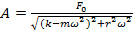 A = F₀ / √((k−mω²)² + r²ω²)